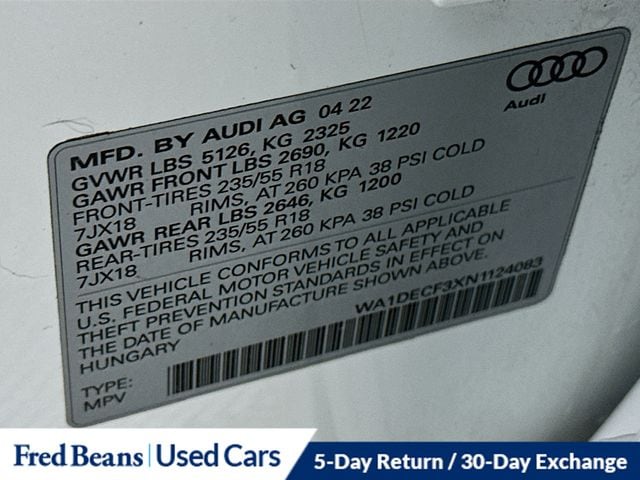 Audi
MFD. BY AUDI AG 04 22
GVWR LBS 5126, KG 2325
GAWR FRONT LBS 2690, KG 1220
FRONT-TIRES 235/55 R18
7JX18 RIMS, AT 260 KPA 38 PSI COLD
GAWR REAR LBS 2646, KG 1200
REAR-TIRES 235/55 R18
7JX18 RIMS, AT 260 KPA 38 PSI COLD
THIS VEHICLE CONFORMS TO ALL APPLICABLE
U.S. FEDERAL MOTOR VEHICLE SAFETY AND
THEFT PREVENTION STANDARDS IN EFFECT ON
THE DATE OF MANUFACTURE SHOWN ABOVE.
HUNGARY
WA1DECF3XN1124083
TYPE:
MPV
Fred Beans | Used Cars
5-Day Return / 30-Day Exchange